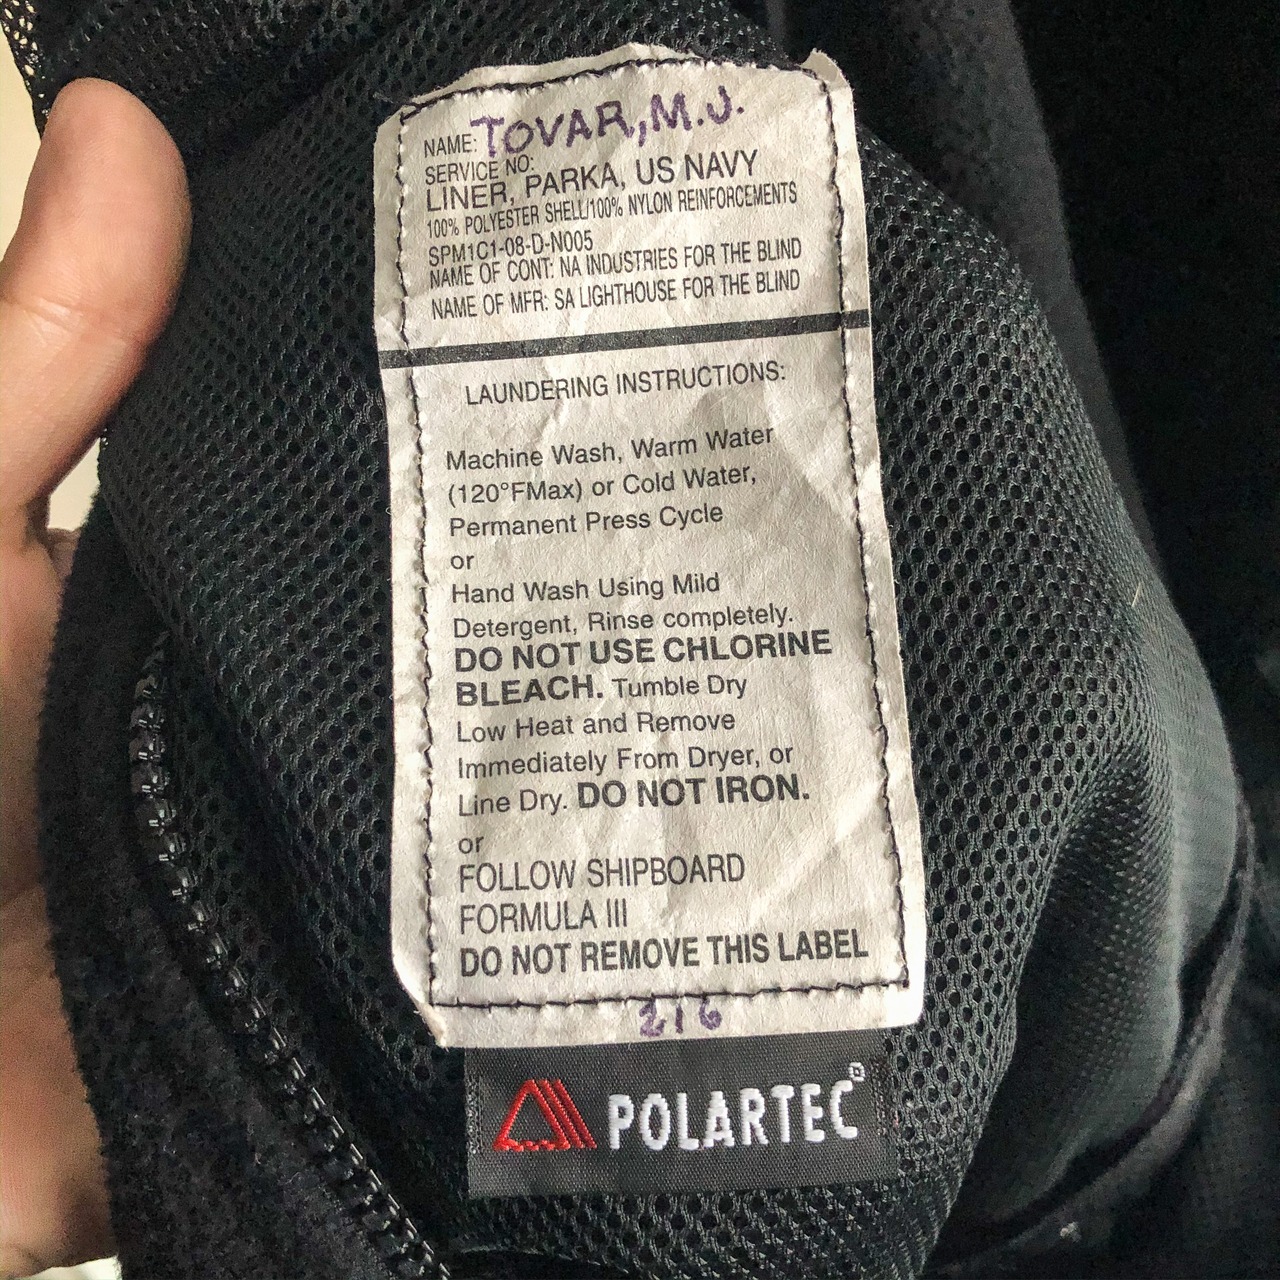 NAME: TOVAR, M.J.
SERVICE NO:
LINER, PARKA, US NAVY
100% POLYESTER SHELL/100% NYLON REINFORCEMENTS
SPM1C1-08-D-N005
NAME OF CONT: NA INDUSTRIES FOR THE BLIND
NAME OF MFR: SA LIGHTHOUSE FOR THE BLIND
LAUNDERING INSTRUCTIONS:
Machine Wash, Warm Water
(120°FMax) or Cold Water,
Permanent Press Cycle
or
Hand Wash Using Mild
Detergent, Rinse completely.
DO NOT USE CHLORINE
BLEACH. Tumble Dry
Low Heat and Remove
Immediately From Dryer, or
Line Dry. DO NOT IRON.
or
FOLLOW SHIPBOARD
FORMULA III
DO NOT REMOVE THIS LABEL
216
POLARTEC®